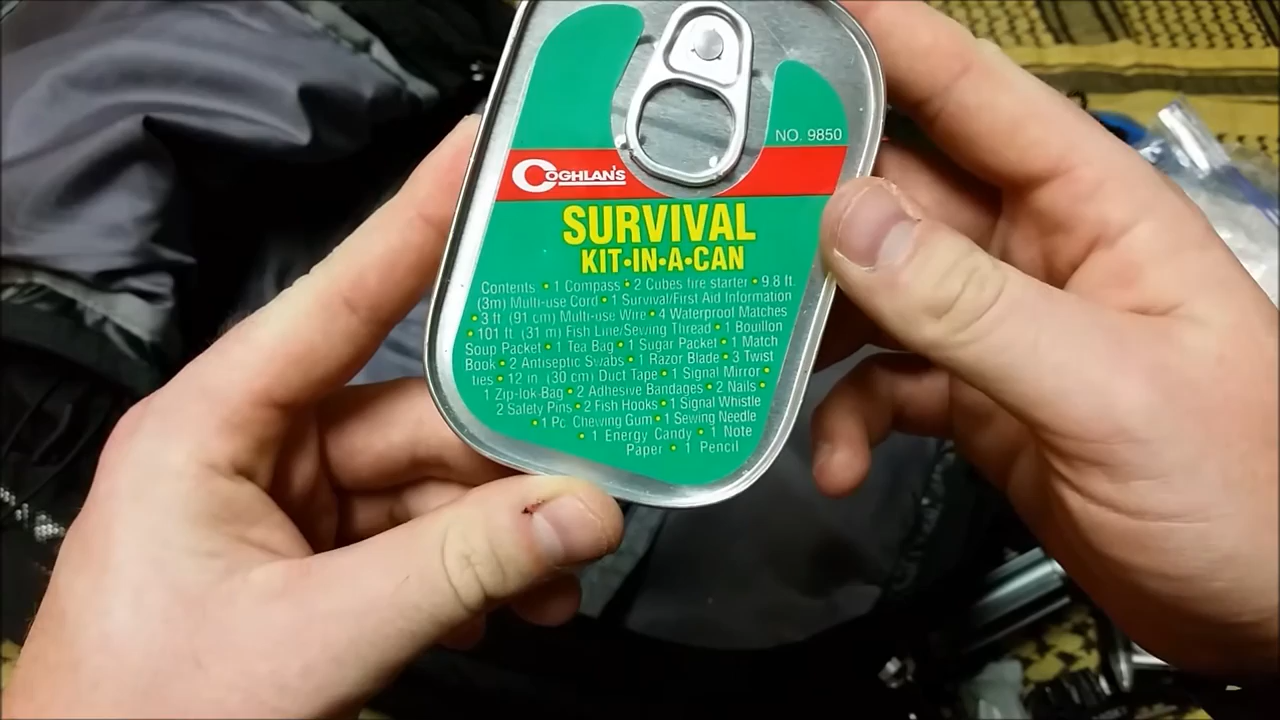 NO. 9850
COGHLAN'S
SURVIVAL
KIT•IN•A•CAN
Contents • 1 Compass • 2 Cubes fire starter • 9.8 ft.
(3m) Multi-use Cord • 1 Survival/First Aid Information
• 3 ft. (91 cm) Multi-use Wire • 4 Waterproof Matches
• 101 ft. (31 m) Fish Line/Sewing Thread • 1 Bouillon
Soup Packet • 1 Tea Bag • 1 Sugar Packet • 1 Match
Book • 2 Antiseptic Swabs • 1 Razor Blade • 3 Twist
ties • 12 in. (30 cm) Duct Tape • 1 Signal Mirror •
1 Zip-lok Bag • 2 Adhesive Bandages • 2 Nails •
2 Safety Pins • 2 Fish Hooks • 1 Signal Whistle
• 1 Pc. Chewing Gum • 1 Sewing Needle
• 1 Energy Candy • 1 Note
Paper • 1 Pencil